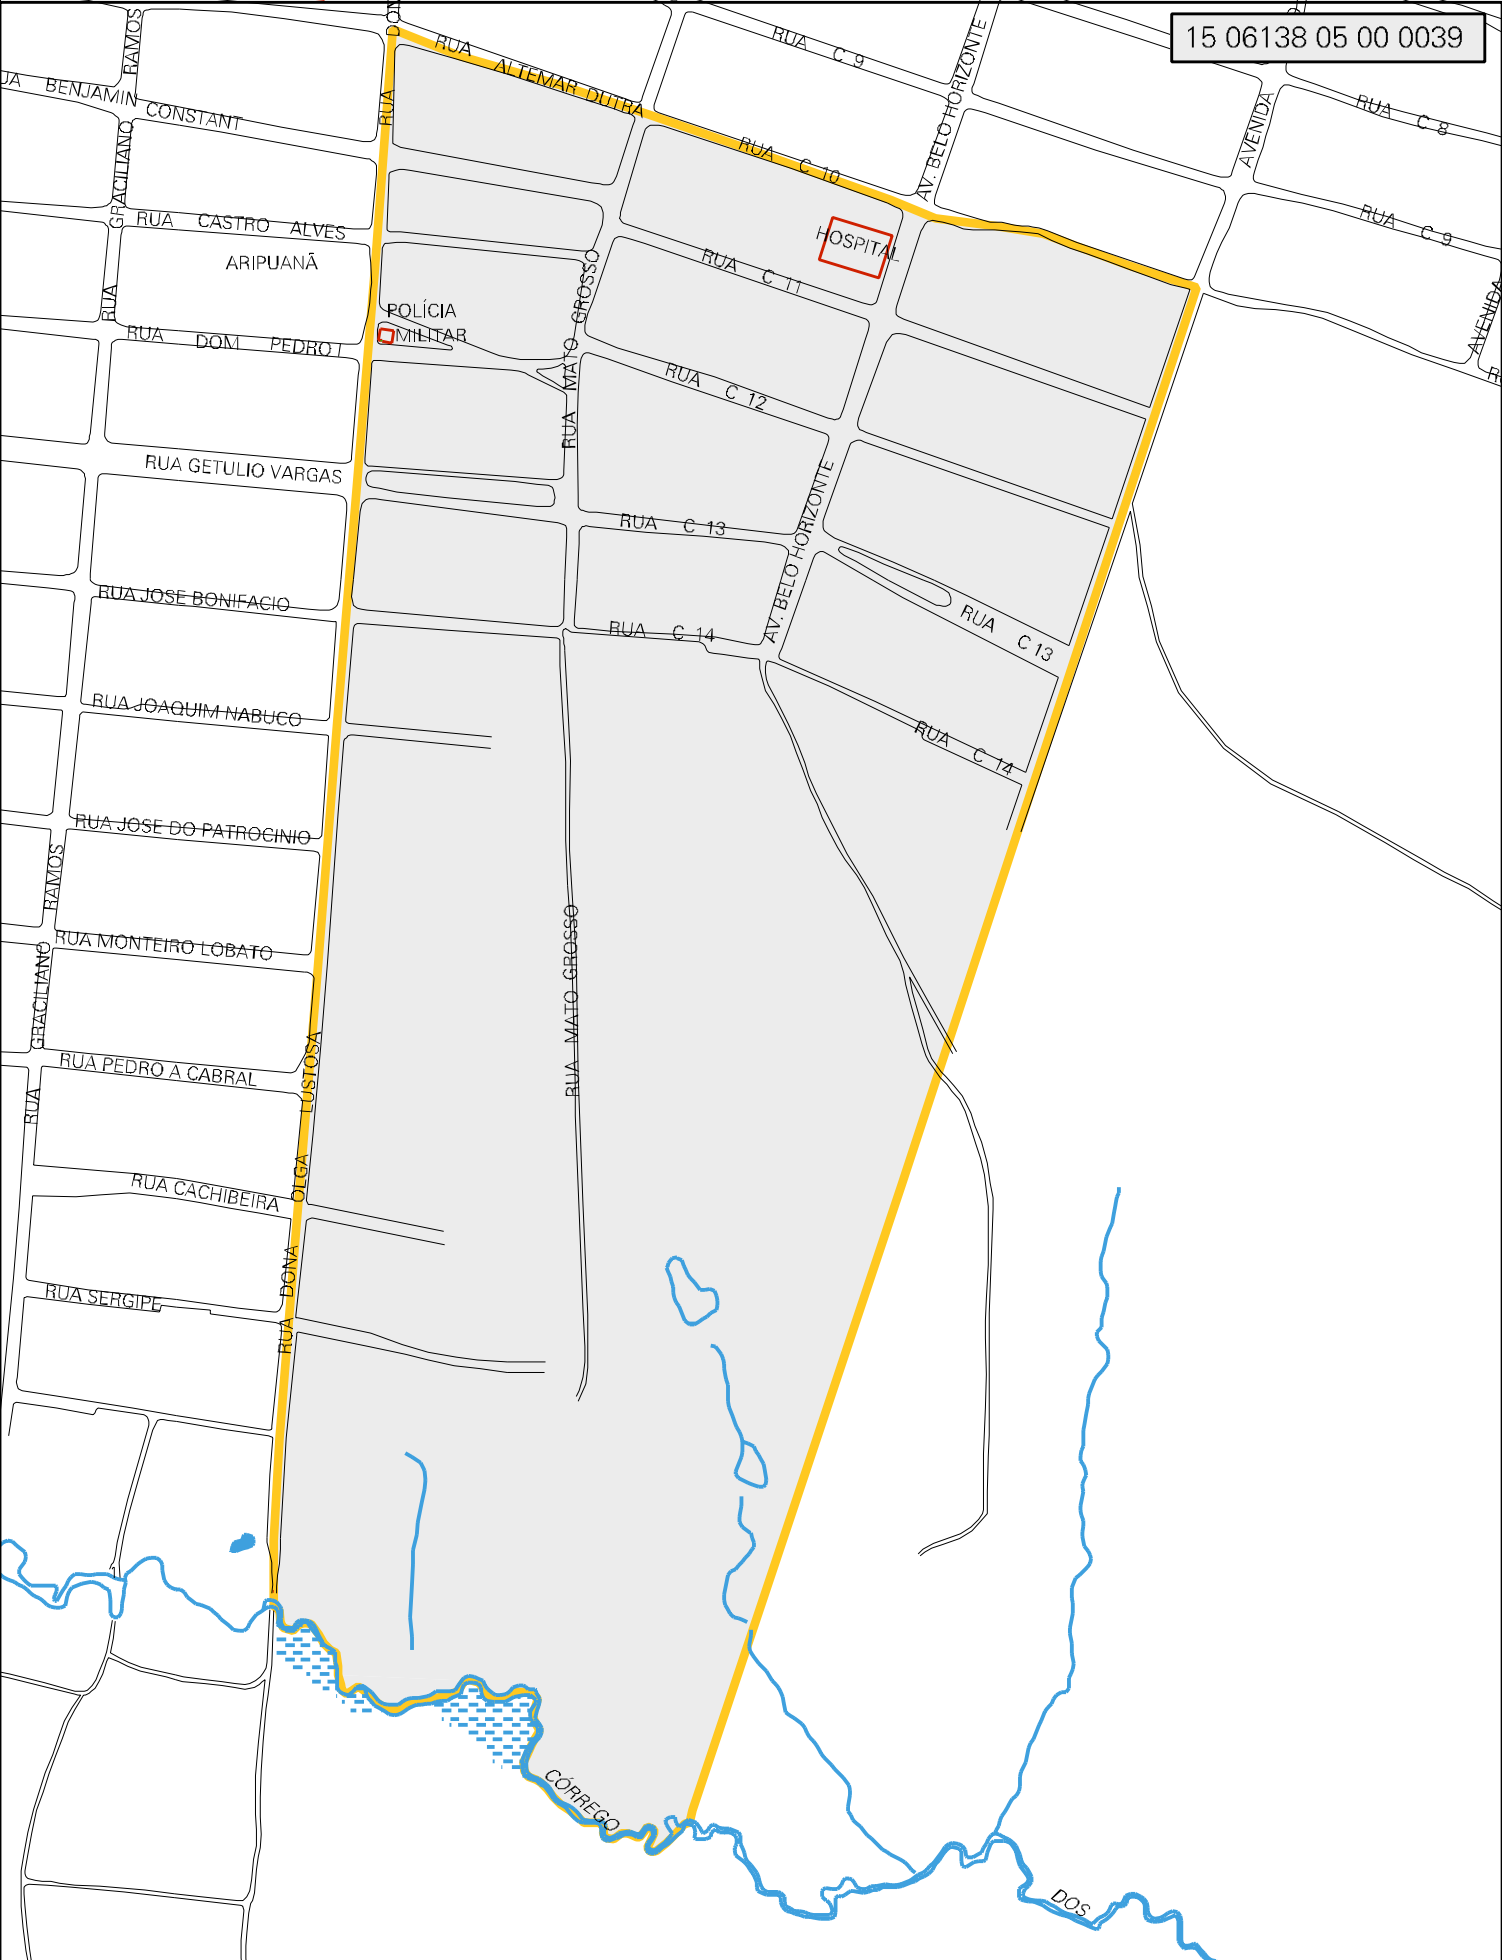 15 06138 05 00 0039
RAMOS
DON
RUA
ALTEMAR DUTRA
RUA C 9
AV. BELO HORIZONTE
AVENIDA
RUA C 8
UA BENJAMIN CONSTANT
RUA
GRACILIANO
RUA C 10
RUA CASTRO ALVES
HOSPITAL
RUA C 9
ARIPUANÃ
RUA C 11
RUA
POLÍCIA
MILITAR
AVENIDA
RUA DOM PEDRO I
RUA MATO GROSSO
RUA C 12
RUA GETULIO VARGAS
RUA C 13
AV. BELO HORIZONTE
RUA JOSE BONIFACIO
RUA C 14
RUA C 13
RUA JOAQUIM NABUCO
RUA C 14
RUA JOSE DO PATROCINIO
RAMOS
RUA MONTEIRO LOBATO
GRACILIANO
RUA MATO GROSSO
RUA PEDRO A CABRAL
RUA
LUSTOSA
OLGA
RUA CACHIBEIRA
DONA
RUA SERGIPE
RUA
CÓRREGO
DOS